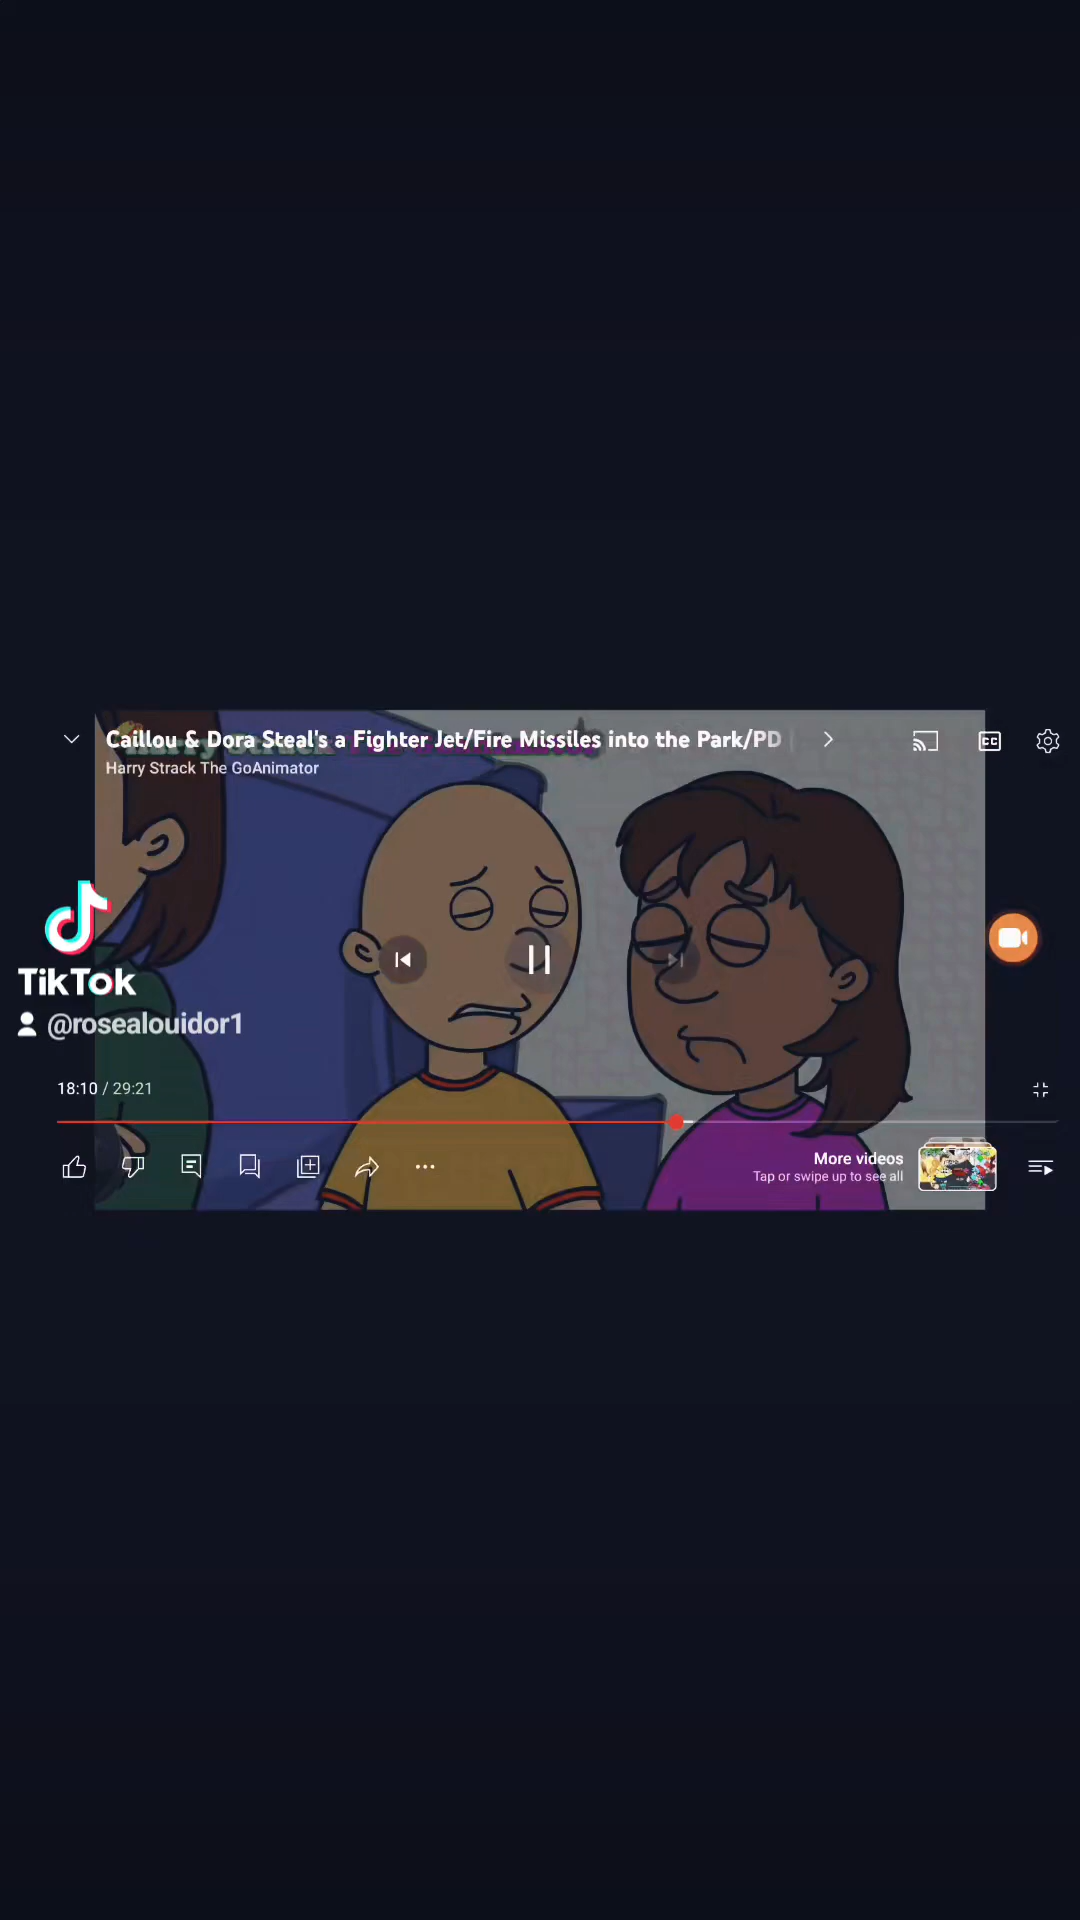 Caillou & Dora Steal's a Fighter Jet/Fire Missiles into the Park/PD
Harry Strack The GoAnimator
CC
TikTok
@rosealouidor1
18:10 / 29:21
More videos
Tap or swipe up to see all